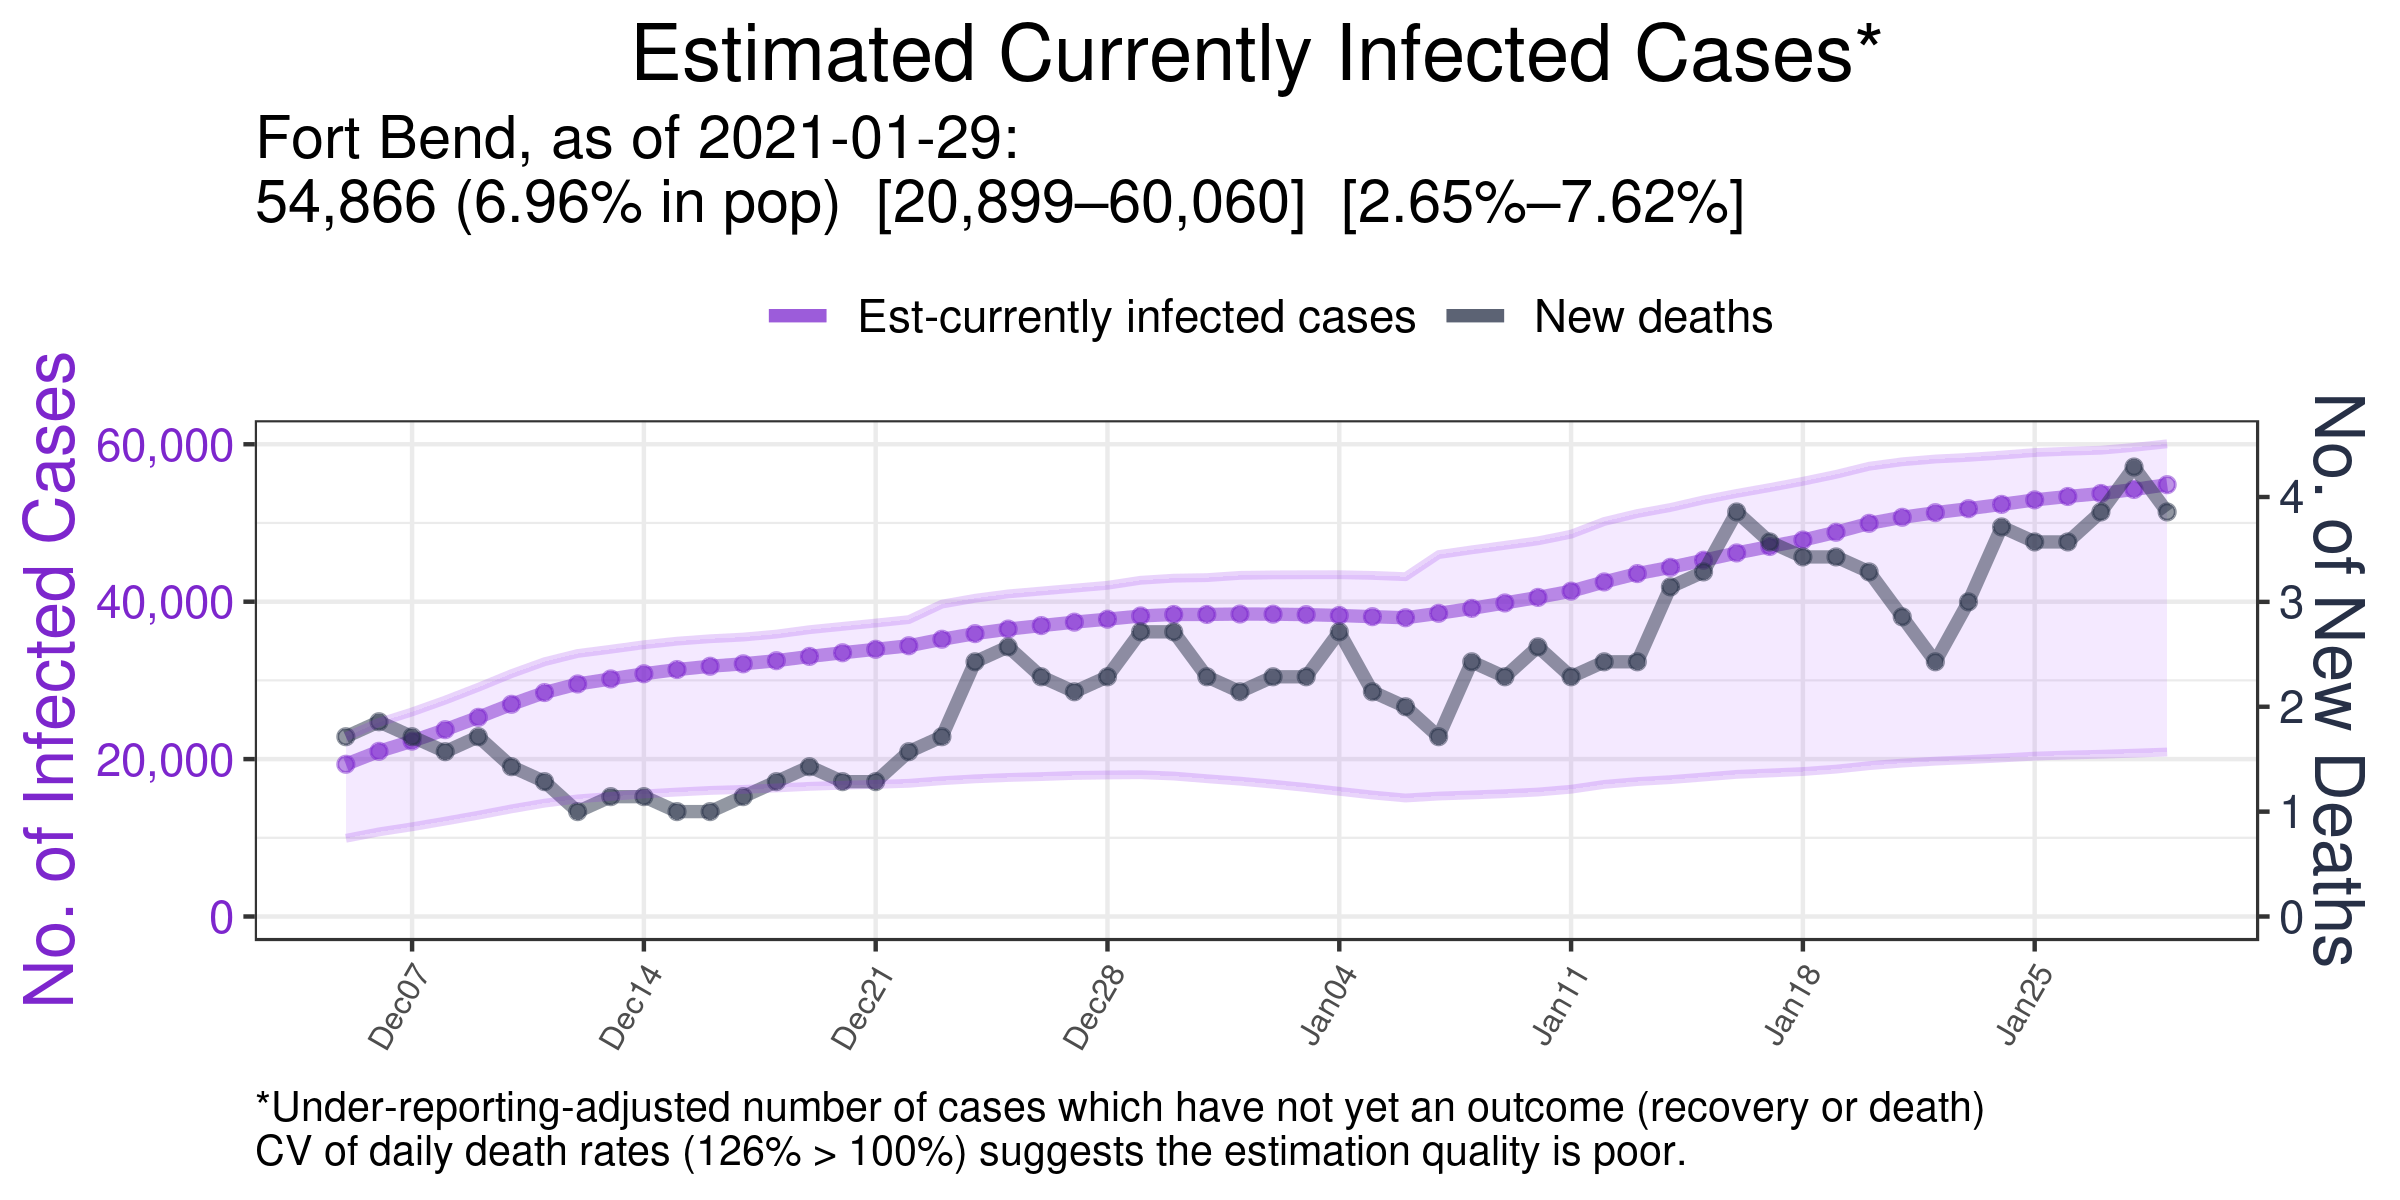 Estimated Currently Infected Cases*
Fort Bend, as of 2021-01-29:
54,866 (6.96% in pop)  [20,899–60,060]  [2.65%–7.62%]
Est-currently infected cases
New deaths
No. of Infected Cases
60,000
40,000
20,000
0
No. of New Deaths
4
3
2
1
0
Dec07
Dec14
Dec21
Dec28
Jan04
Jan11
Jan18
Jan25
*Under-reporting-adjusted number of cases which have not yet an outcome (recovery or death)
CV of daily death rates (126% > 100%) suggests the estimation quality is poor.